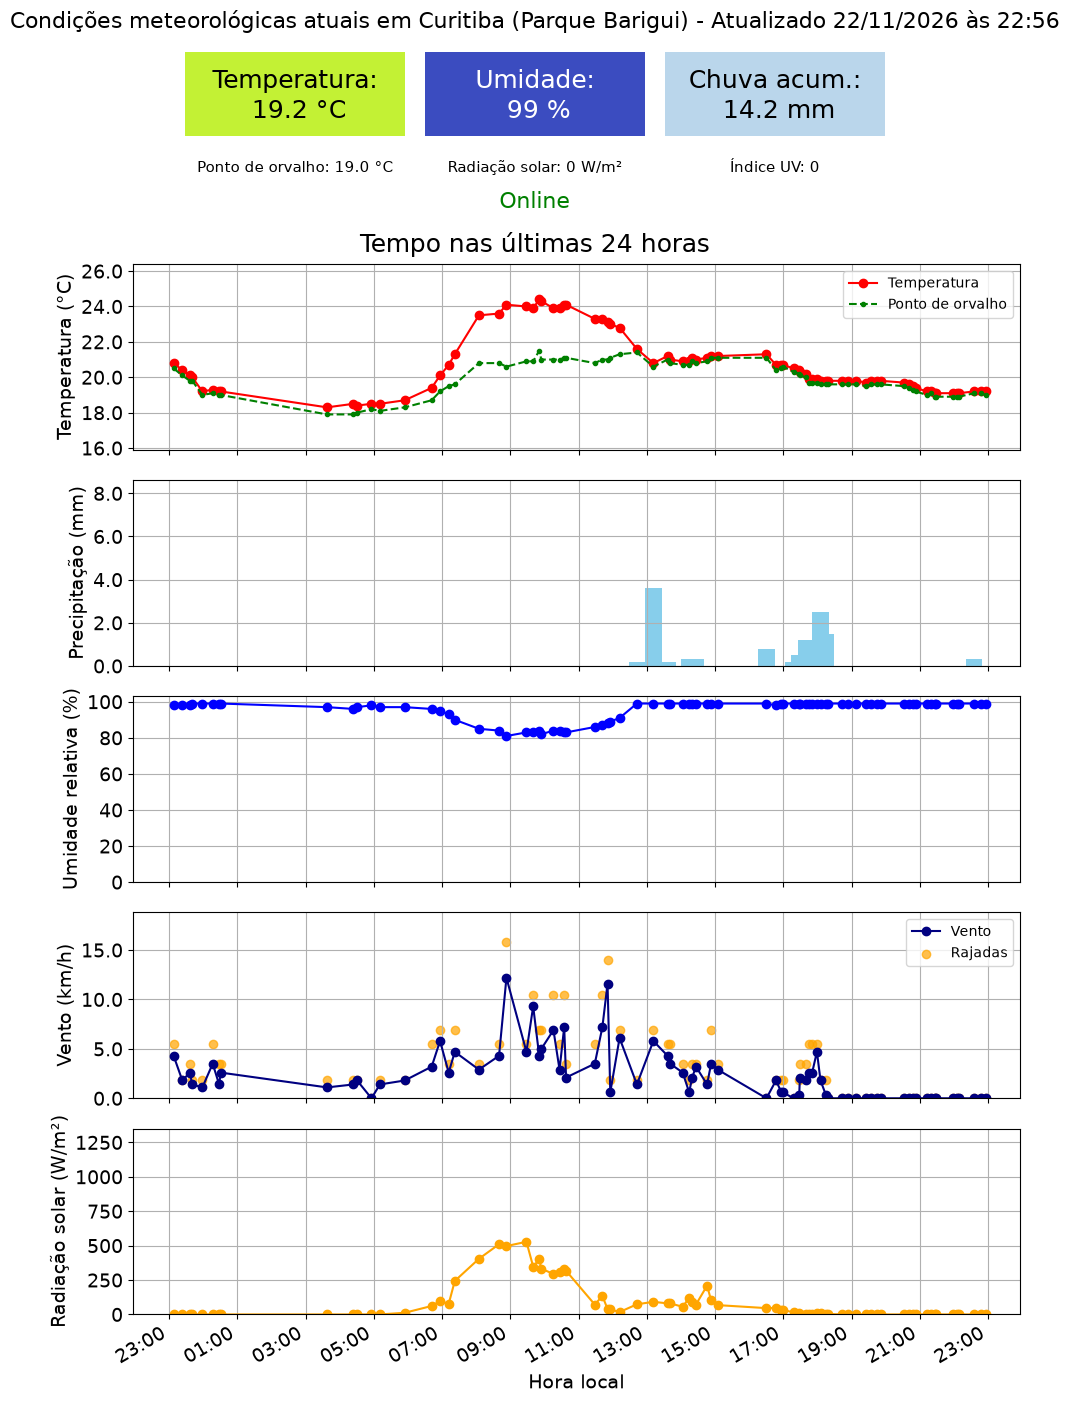 Condições meteorológicas atuais em Curitiba (Parque Barigui) - Atualizado 22/11/2026 às 22:56
Temperatura:
19.2 °C
Umidade:
99 %
Chuva acum.:
14.2 mm
Ponto de orvalho: 19.0 °C
Radiação solar: 0 W/m²
Índice UV: 0
Online
Tempo nas últimas 24 horas
Temperatura (°C)
26.0
24.0
22.0
20.0
18.0
16.0
Temperatura
Ponto de orvalho
Precipitação (mm)
8.0
6.0
4.0
2.0
0.0
Umidade relativa (%)
100
80
60
40
20
0
Vento (km/h)
15.0
10.0
5.0
0.0
Vento
Rajadas
Radiação solar (W/m²)
1250
1000
750
500
250
0
23:00
01:00
03:00
05:00
07:00
09:00
11:00
13:00
15:00
17:00
19:00
21:00
23:00
Hora local